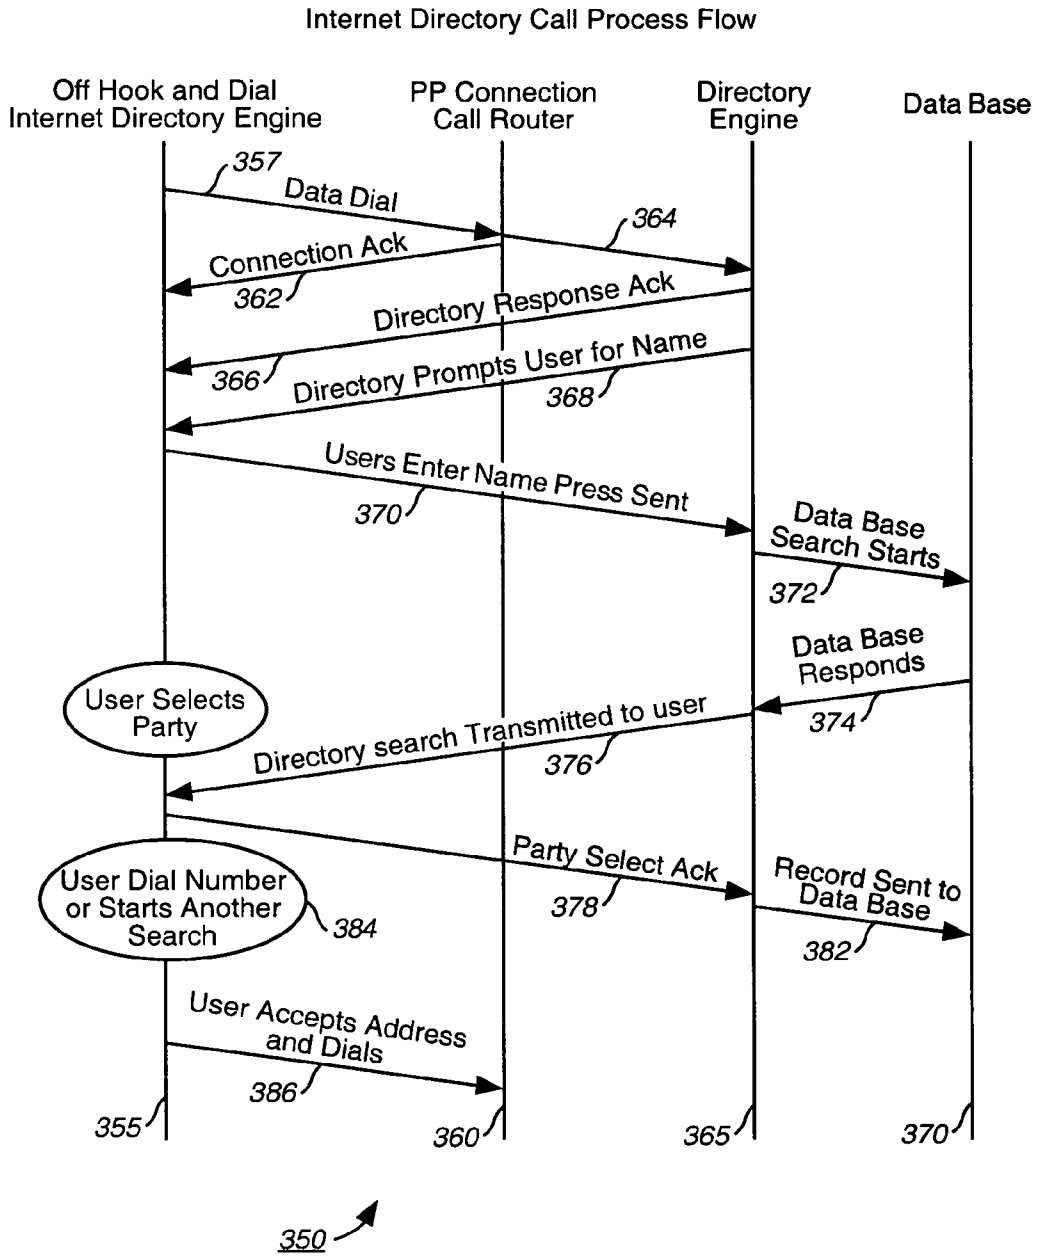 Internet Directory Call Process Flow
Off Hook and Dial
Internet Directory Engine
PP Connection
Call Router
Directory
Engine
Data Base
357
Data Dial
364
Connection Ack
362
Directory Response Ack
366
Directory Prompts User for Name
368
Users Enter Name Press Sent
370
Data Base
Search Starts
372
Data Base
Responds
374
User Selects
Party
Directory search Transmitted to user
376
Party Select Ack
378
Record Sent to
Data Base
382
User Dial Number
or Starts Another
Search
384
User Accepts Address
and Dials
386
355
360
365
370
350